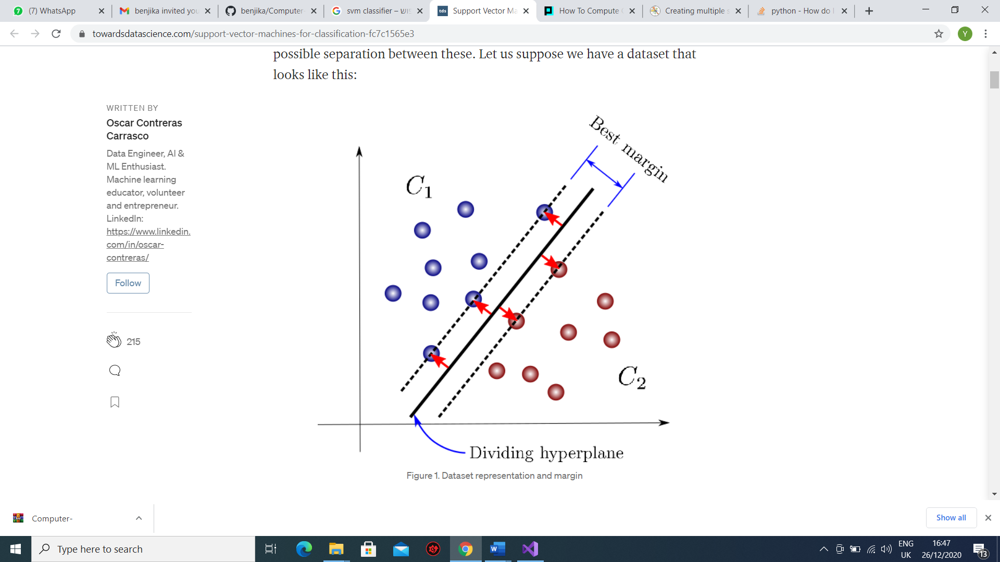 (7) WhatsApp
benjika invited you
benjika/Computer-
svm classifier – חיפוש
Support Vector Ma
How To Compute
Creating multiple s
python - How do I
towardsdatascience.com/support-vector-machines-for-classification-fc7c1565e3
Y
possible separation between these. Let us suppose we have a dataset that
looks like this:
WRITTEN BY
Oscar Contreras
Carrasco
Data Engineer, AI &
ML Enthusiast.
Machine learning
educator, volunteer
and entrepreneur.
LinkedIn:
https://www.linkedin.
com/in/oscar-
contreras/
Follow
215
Best margin
C₁
C₂
Dividing hyperplane
Figure 1. Dataset representation and margin
Computer-
Show all
Type here to search
ENG
UK
16:47
26/12/2020
13